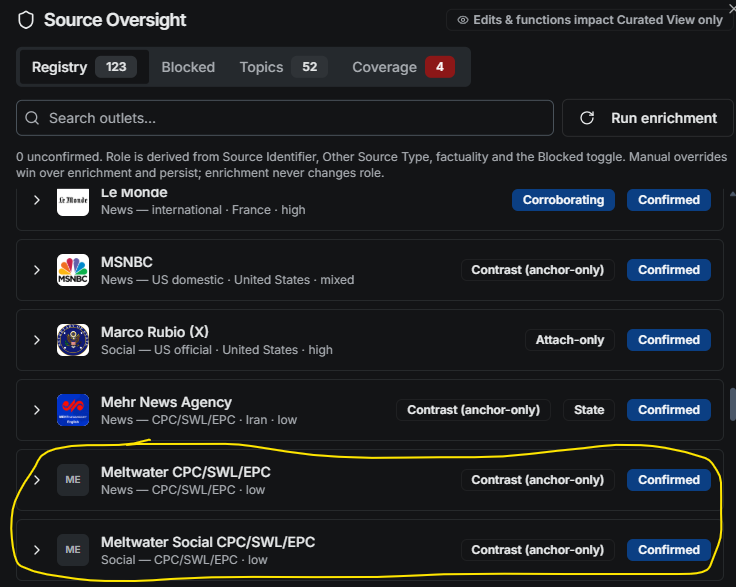 Source Oversight
Edits & functions impact Curated View only
Registry 123 Blocked Topics 52 Coverage 4
Search outlets...
Run enrichment
0 unconfirmed. Role is derived from Source Identifier, Other Source Type, factuality and the Blocked toggle. Manual overrides
win over enrichment and persist; enrichment never changes role.
Le Monde
Le Monde
News — international · France · high
Corroborating Confirmed
MSNBC
MSNBC
News — US domestic · United States · mixed
Contrast (anchor-only) Confirmed
Marco Rubio (X)
Social — US official · United States · high
Attach-only Confirmed
Mehr News Agency
News — CPC/SWL/EPC · Iran · low
Contrast (anchor-only) State Confirmed
ME
Meltwater CPC/SWL/EPC
News — CPC/SWL/EPC · low
Contrast (anchor-only) Confirmed
ME
Meltwater Social CPC/SWL/EPC
Social — CPC/SWL/EPC · low
Contrast (anchor-only) Confirmed